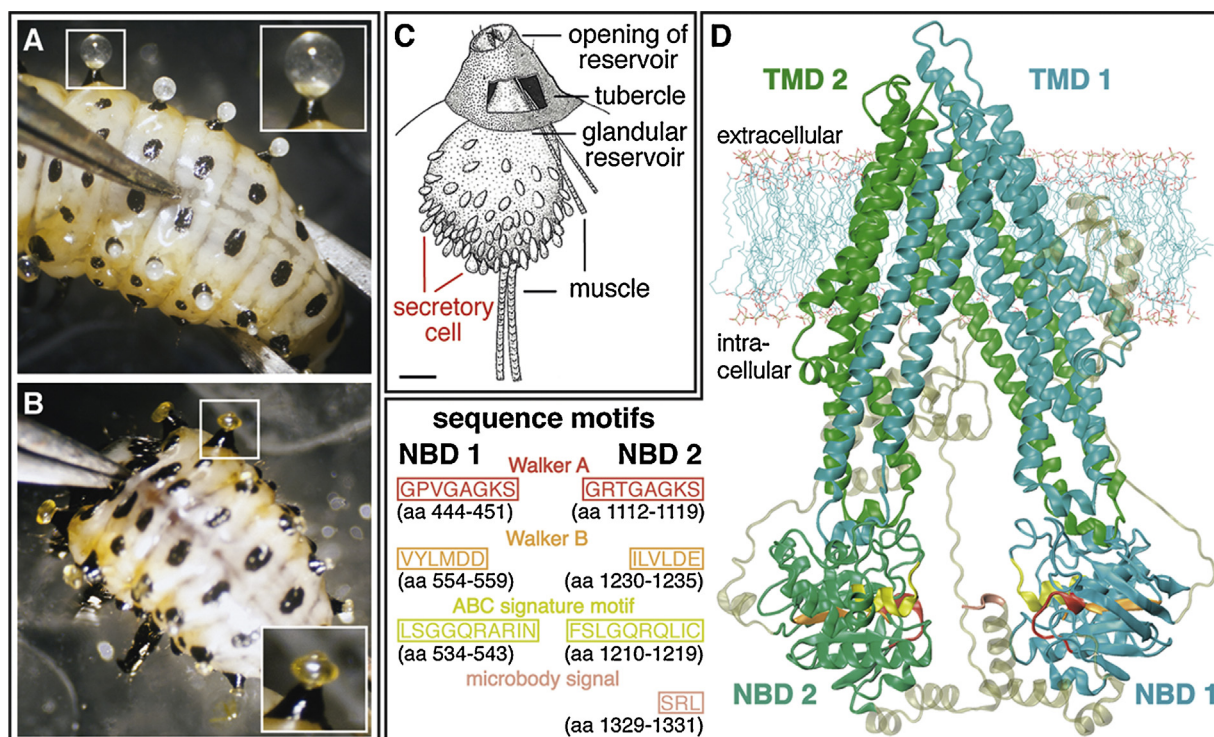 A
B
C
opening of
reservoir
tubercle
glandular
reservoir
secretory
cell
muscle
sequence motifs
NBD 1 NBD 2
Walker A
GPVGAGKS GRTGAGKS
(aa 444-451) (aa 1112-1119)
Walker B
VYLMDD ILVLDE
(aa 554-559) (aa 1230-1235)
ABC signature motif
LSGGQRARIN FSLGQRQLIC
(aa 534-543) (aa 1210-1219)
microbody signal
SRL
(aa 1329-1331)
D
TMD 2 TMD 1
extracellular
intra-
cellular
NBD 2 NBD 1